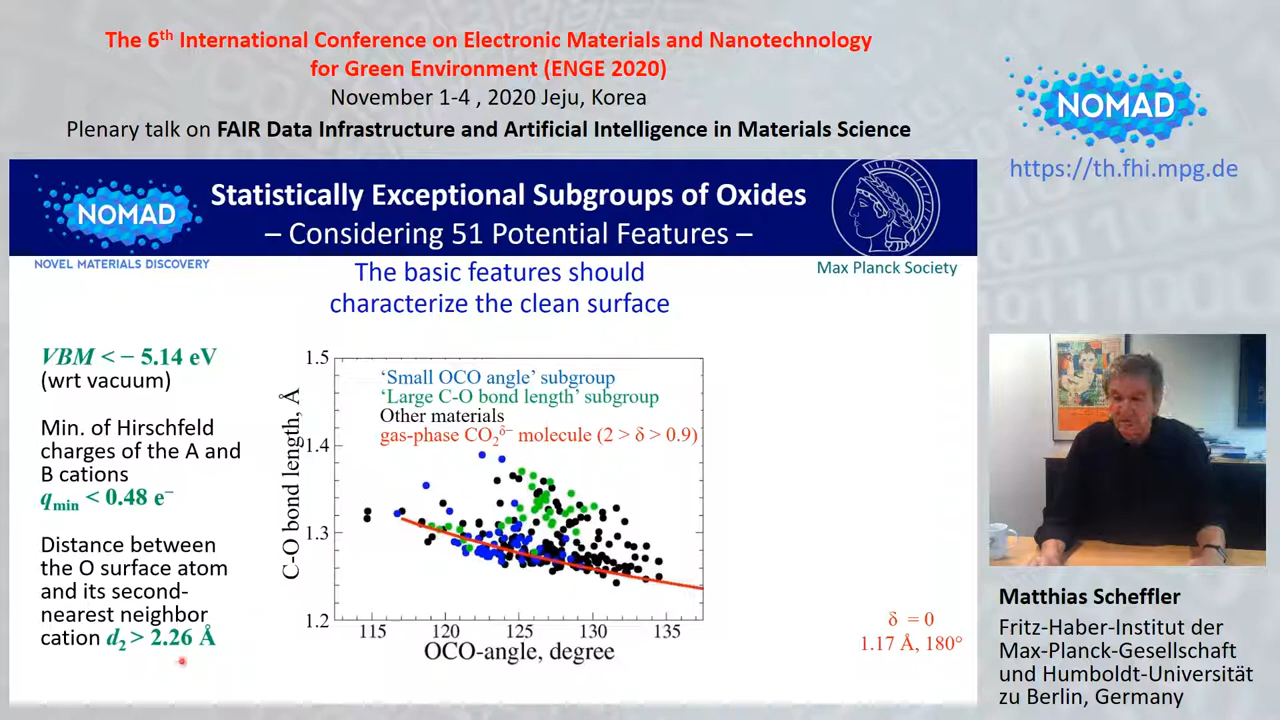 The 6th International Conference on Electronic Materials and Nanotechnology
for Green Environment (ENGE 2020)
November 1-4 , 2020 Jeju, Korea
Plenary talk on FAIR Data Infrastructure and Artificial Intelligence in Materials Science
NOMAD
https://th.fhi.mpg.de
NOMAD
NOVEL MATERIALS DISCOVERY
Statistically Exceptional Subgroups of Oxides
– Considering 51 Potential Features –
Max Planck Society
The basic features should
characterize the clean surface
VBM < − 5.14 eV
(wrt vacuum)
Min. of Hirschfeld
charges of the A and
B cations
qmin < 0.48 e−
Distance between
the O surface atom
and its second-
nearest neighbor
cation d2 > 2.26 Å
C-O bond length, Å
1.5
1.4
1.3
1.2
'Small OCO angle' subgroup
'Large C-O bond length' subgroup
Other materials
gas-phase CO2δ− molecule (2 > δ > 0.9)
115 120 125 130 135
OCO-angle, degree
δ = 0
1.17 Å, 180°
Matthias Scheffler
Fritz-Haber-Institut der
Max-Planck-Gesellschaft
und Humboldt-Universität
zu Berlin, Germany